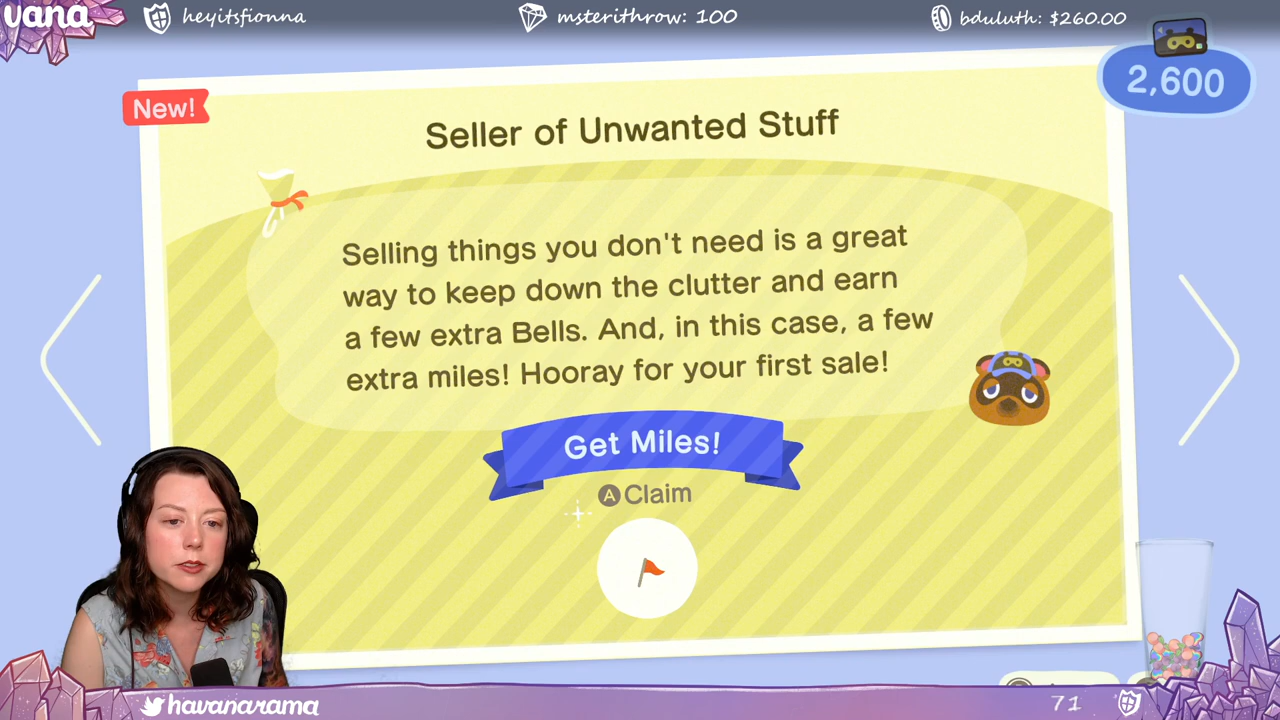 vana
heyitsfionna
msterithrow: 100
bduluth: $260.00
2,600
New!
Seller of Unwanted Stuff
Selling things you don't need is a great
way to keep down the clutter and earn
a few extra Bells. And, in this case, a few
extra miles! Hooray for your first sale!
Get Miles!
A Claim
havanarama
71